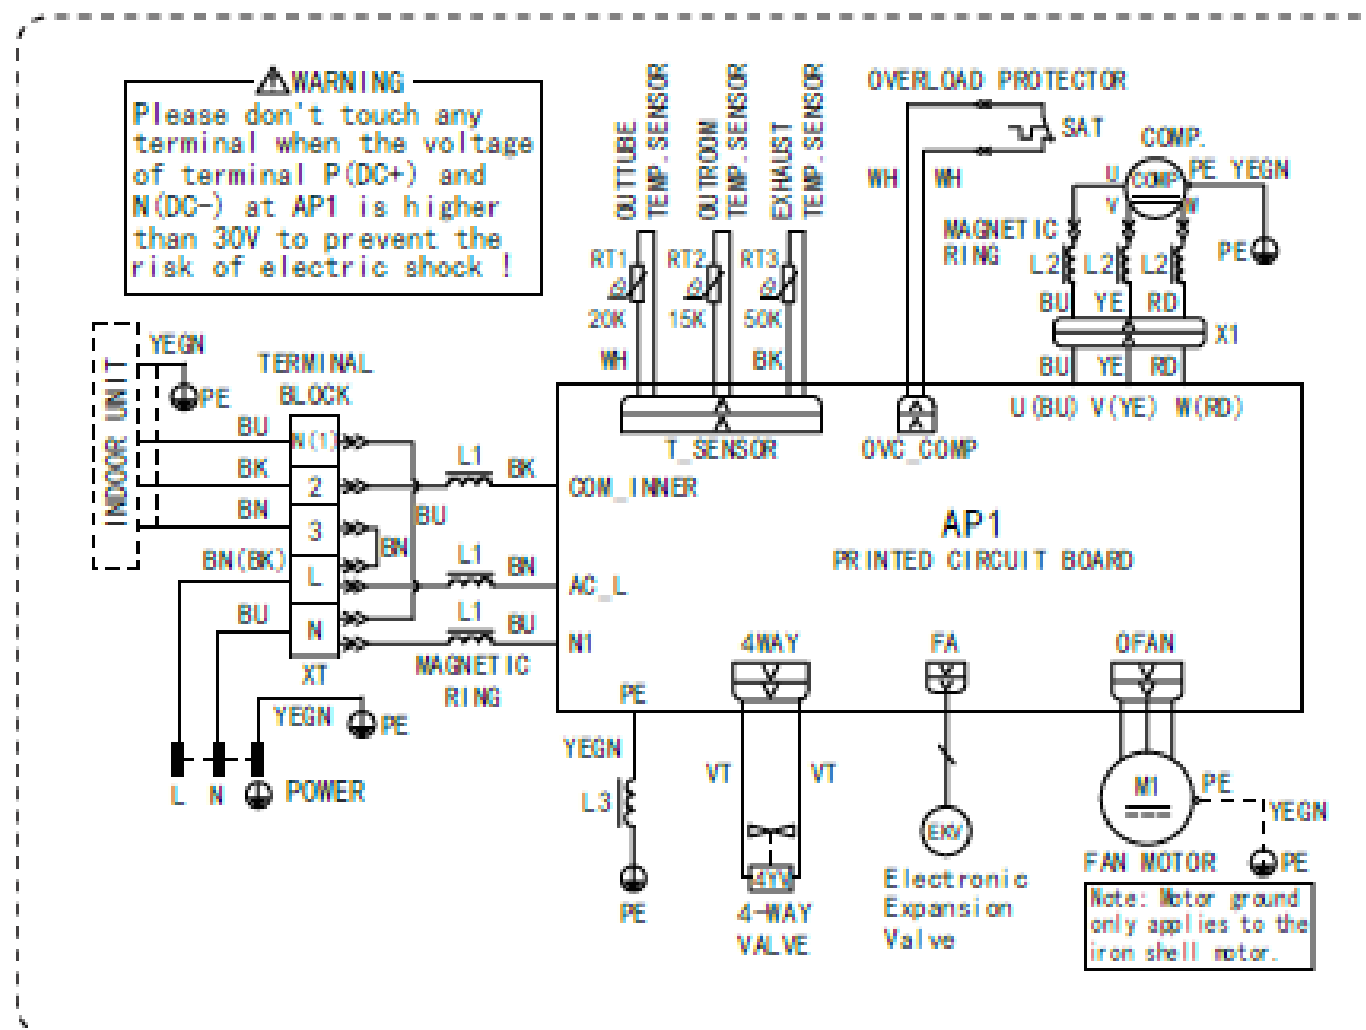 WARNING
Please don't touch any
terminal when the voltage
of terminal P(DC+) and
N(DC-) at AP1 is higher
than 30V to prevent the
risk of electric shock !
OUTTUBE
TEMP.SENSOR
OUTROOM
TEMP.SENSOR
EXHAUST
TEMP.SENSOR
RT1
RT2
RT3
20K
15K
50K
WH
BK
OVERLOAD PROTECTOR
SAT
WH
WH
COMP.
COMP
U
V
W
PE YEGN
PE
MAGNETIC
RING
L2
L2
L2
BU
YE
RD
X1
BU
YE
RD
INDOOR UNIT
YEGN
PE
TERMINAL
BLOCK
BU
N(1)
BK
2
BN
3
BN(BK)
L
BU
N
XT
BU
BN
L1
BK
L1
BN
L1
BU
MAGNETIC
RING
YEGN
PE
L
N
POWER
T_SENSOR
OVC_COMP
U(BU)
V(YE)
W(RD)
COM_INNER
AC_L
N1
AP1
PRINTED CIRCUIT BOARD
PE
4WAY
FA
OFAN
YEGN
L3
PE
VT
VT
4YV
4-WAY
VALVE
EKV
Electronic
Expansion
Valve
M1
PE
YEGN
PE
FAN MOTOR
Note: Motor ground
only applies to the
iron shell motor.